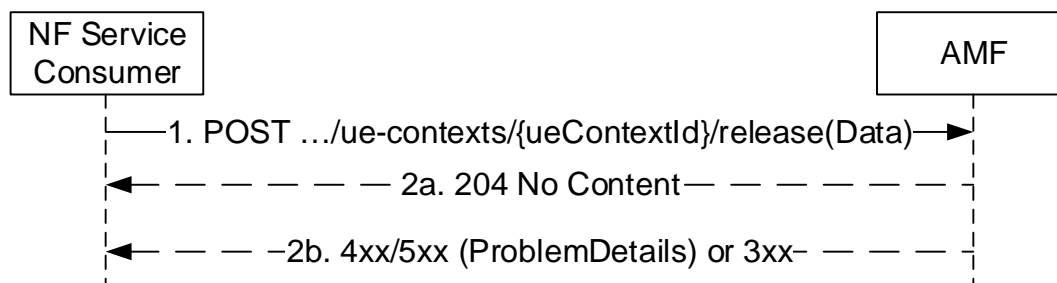 NF Service
Consumer
AMF
1. POST …/ue-contexts/{ueContextId}/release(Data)
2a. 204 No Content
2b. 4xx/5xx (ProblemDetails) or 3xx